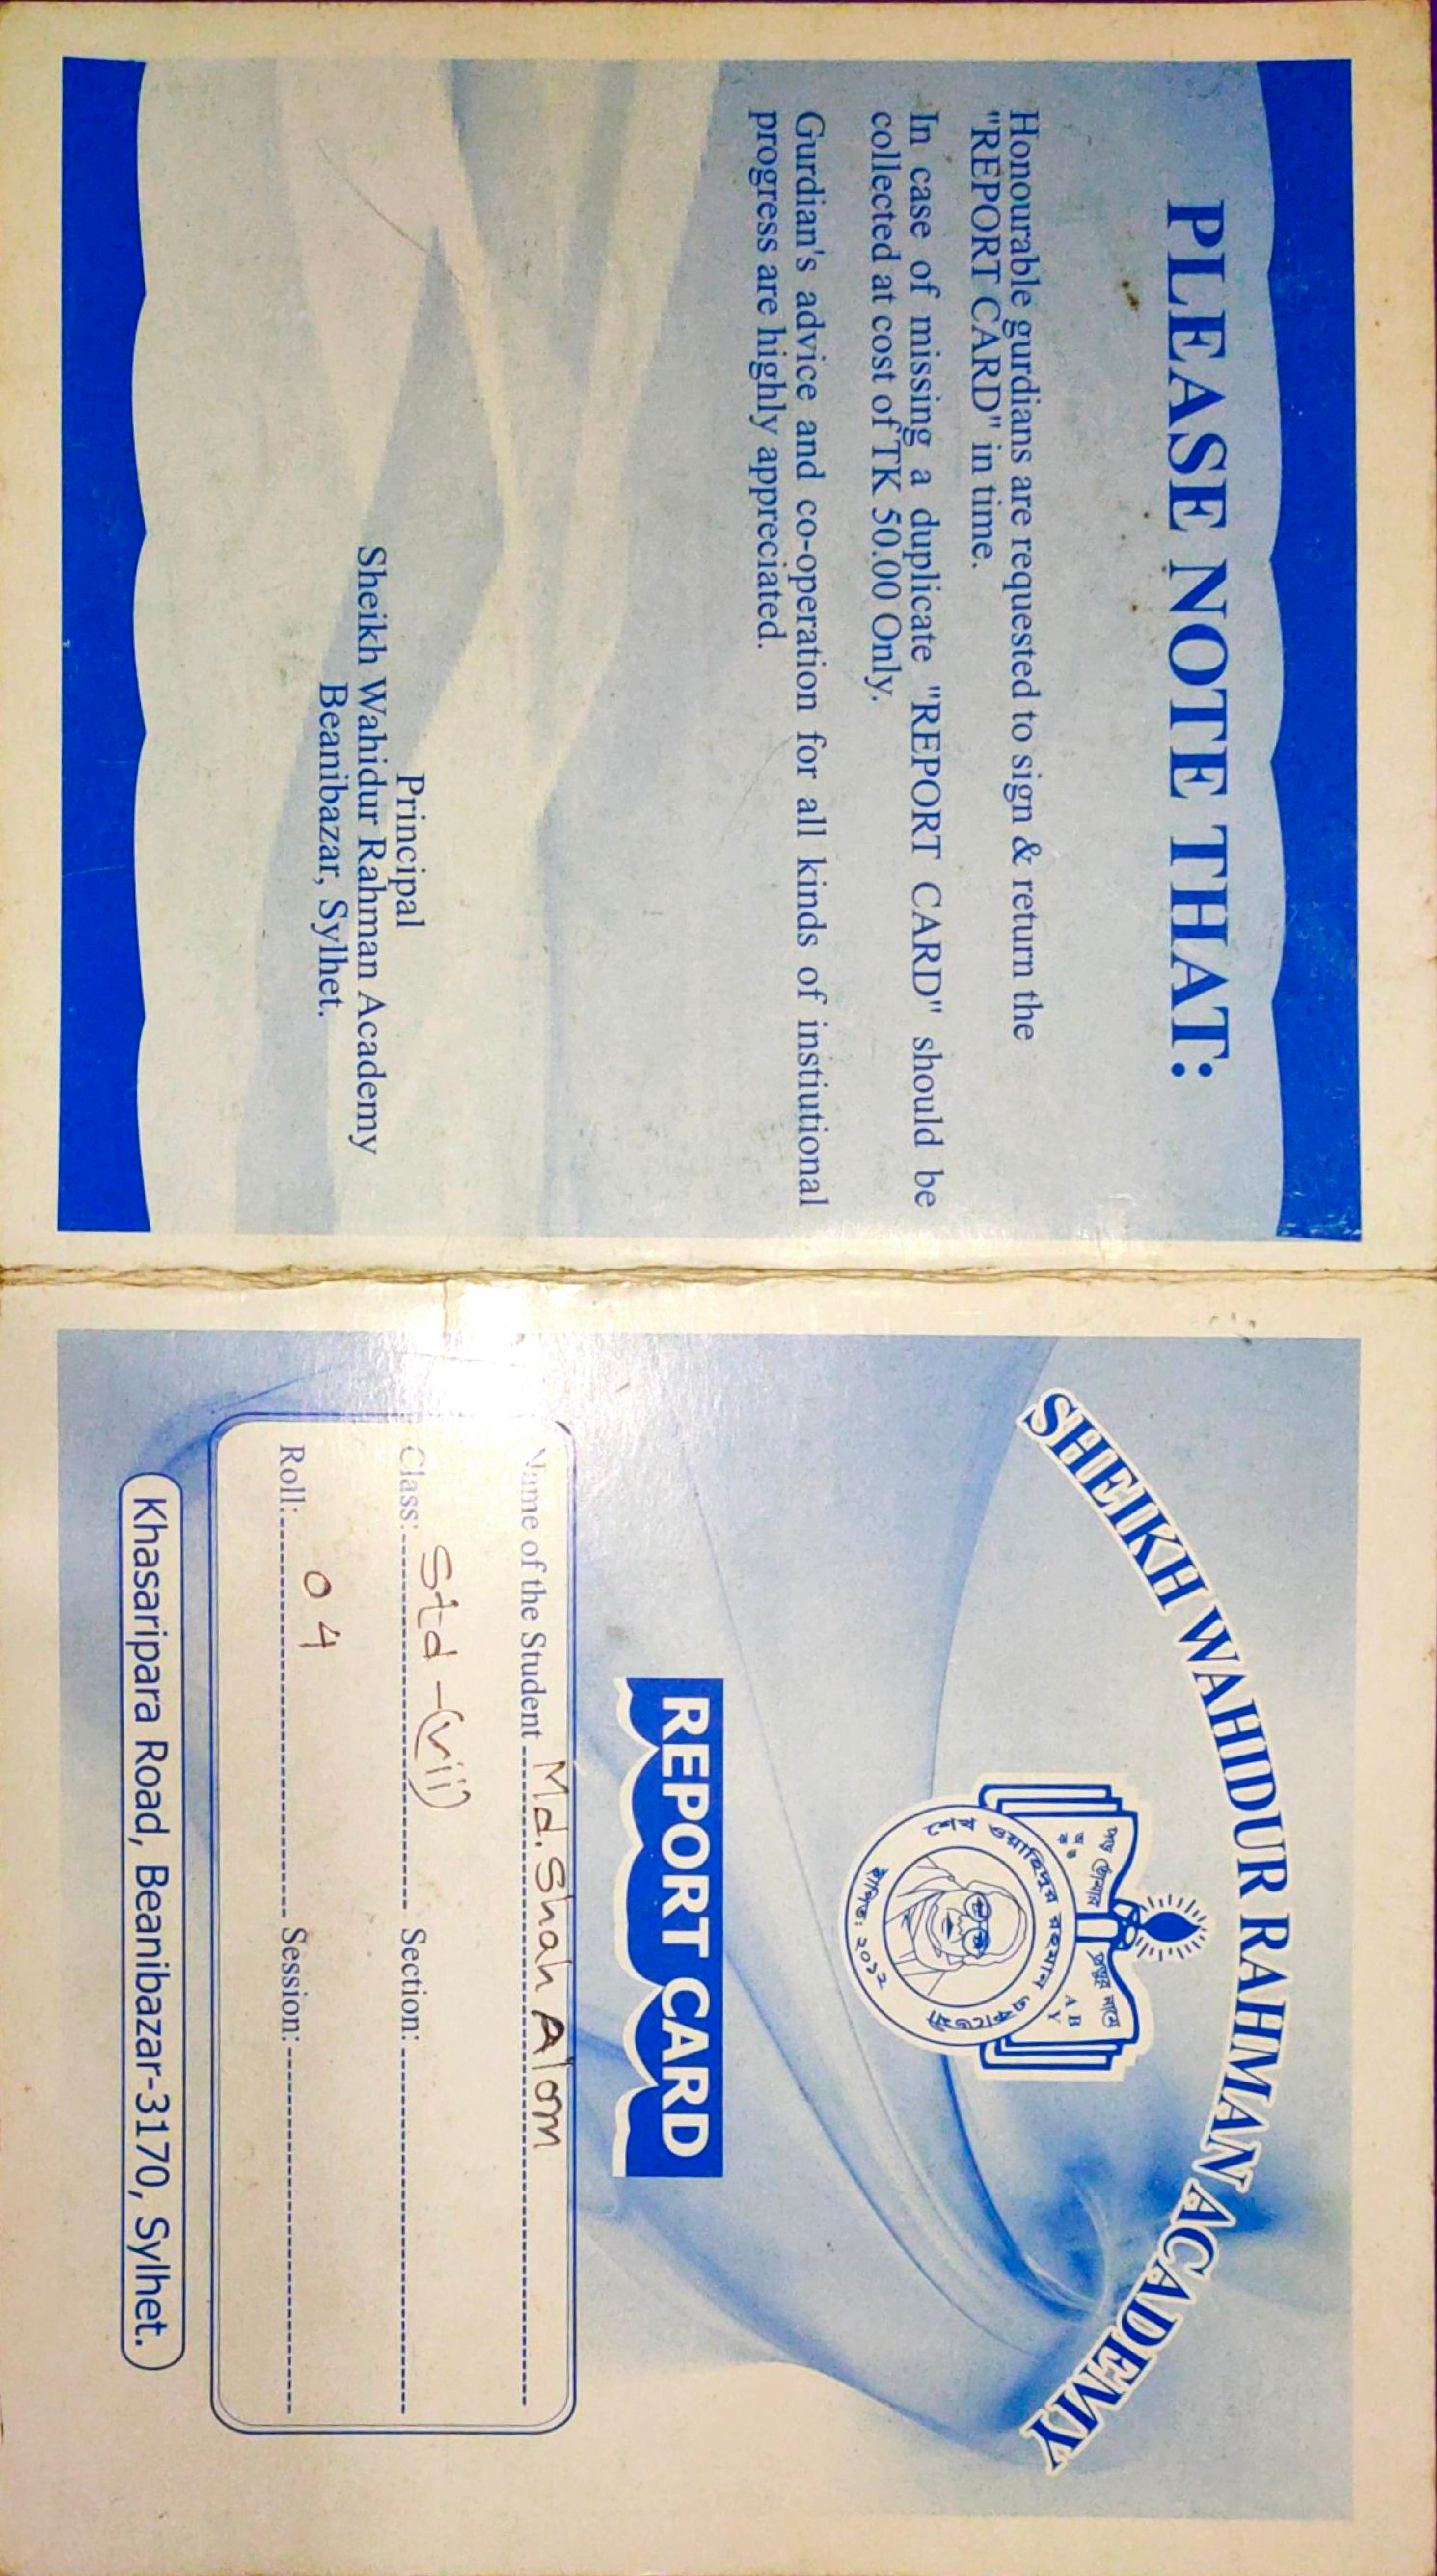 PLEASE NOTE THAT:
Honourable gurdians are requested to sign & return the
"REPORT CARD" in time.
In case of missing a duplicate "REPORT CARD" should be
collected at cost of TK 50.00 Only.
Gurdian's advice and co-operation for all kinds of instiutional
progress are highly appreciated.
Principal
Sheikh Wahidur Rahman Academy
Beanibazar, Sylhet.
SHEIKH WAHIDUR RAHMAN ACADEMY
পড় তোমার প্রভুর নামে
অ ঙ
ক
A B
Y
শেখ ওয়াহিদুর রহমান একাডেমী
স্থাপিত: ২০১২
REPORT CARD
Name of the Student Md. Shah Alom
Class: Std -(vii) Section:
Roll: 04 Session:
Khasaripara Road, Beanibazar-3170, Sylhet.